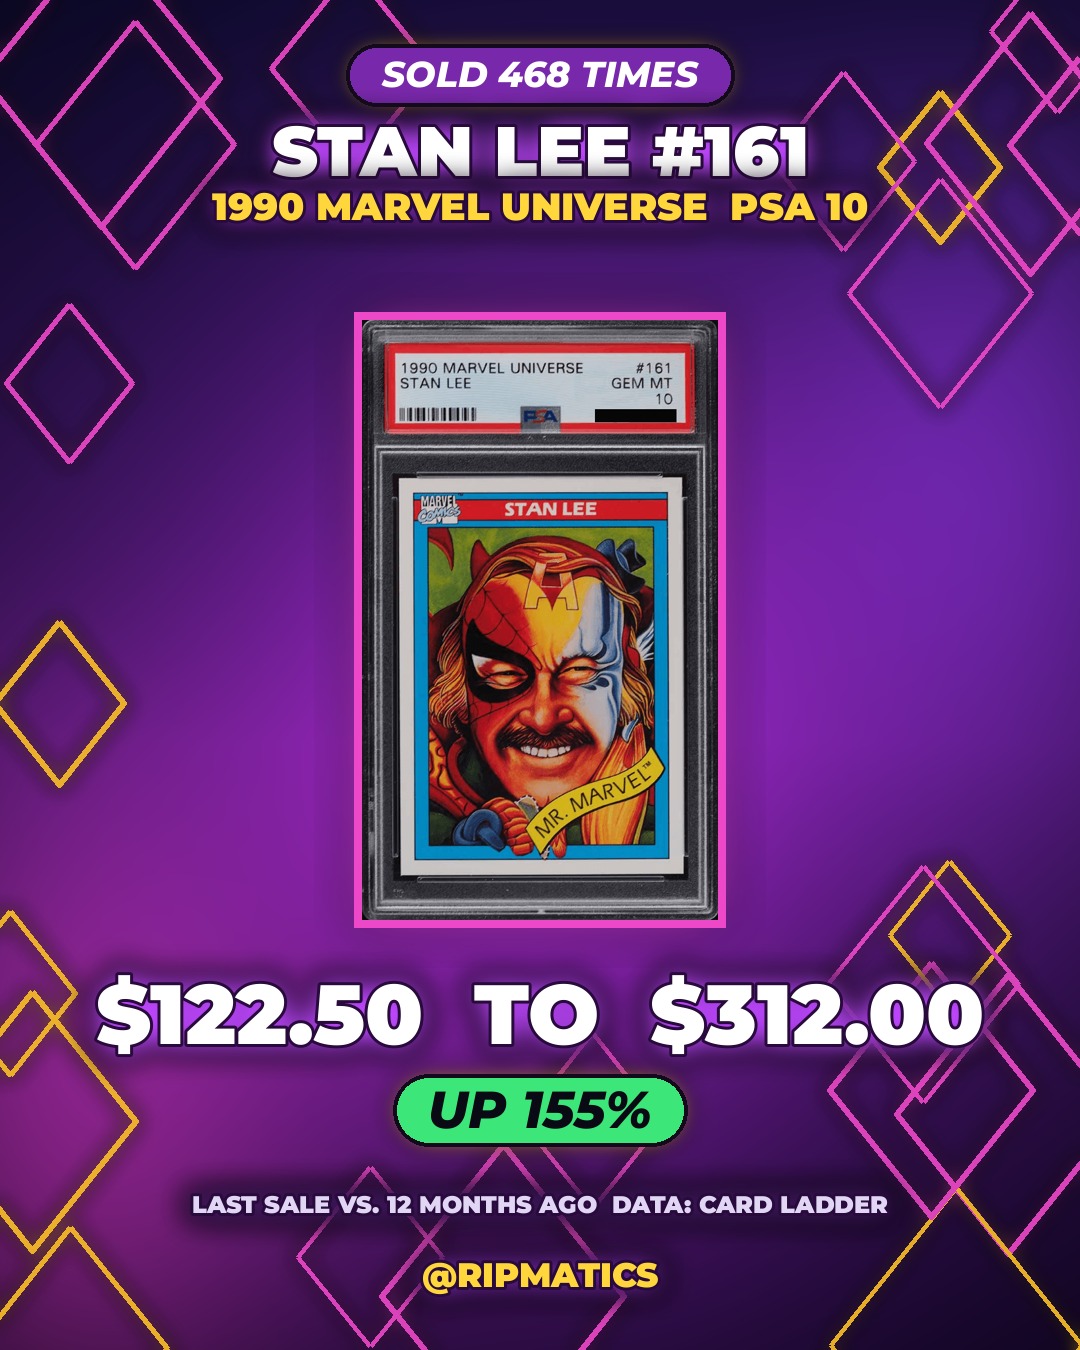 SOLD 468 TIMES
STAN LEE #161
1990 MARVEL UNIVERSE PSA 10
1990 MARVEL UNIVERSE #161
STAN LEE GEM MT
10
PSA
MARVEL
COMICS
STAN LEE
MR. MARVEL™
$122.50 TO $312.00
UP 155%
LAST SALE VS. 12 MONTHS AGO DATA: CARD LADDER
@RIPMATICS